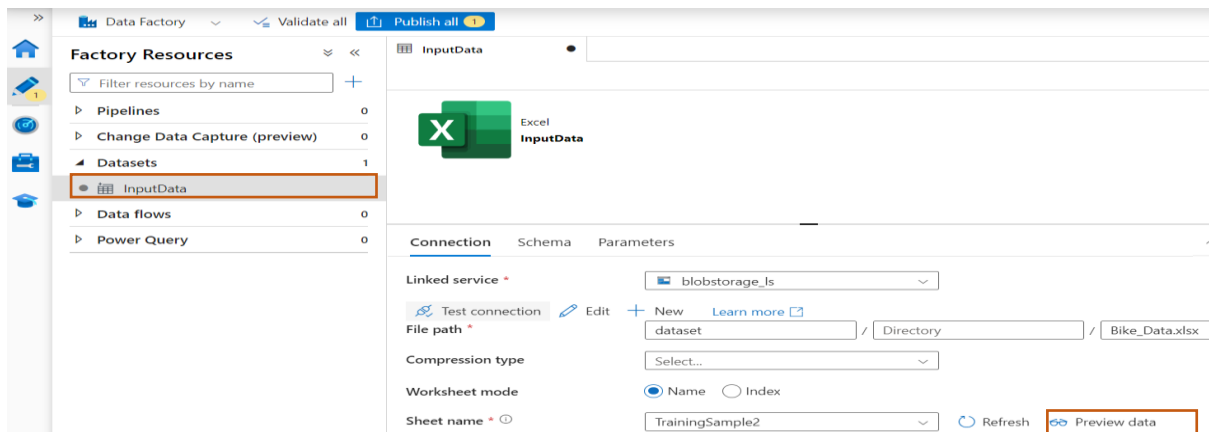 Data Factory
Validate all
Publish all 1
Factory Resources
Filter resources by name
1
Pipelines 0
Change Data Capture (preview) 0
Datasets 1
InputData
Data flows 0
Power Query 0
InputData
X
Excel
InputData
Connection Schema Parameters
Linked service * blobstorage_ls
Test connection Edit New Learn more
File path * dataset / Directory / Bike_Data.xlsx
Compression type Select...
Worksheet mode Name Index
Sheet name * TrainingSample2 Refresh Preview data